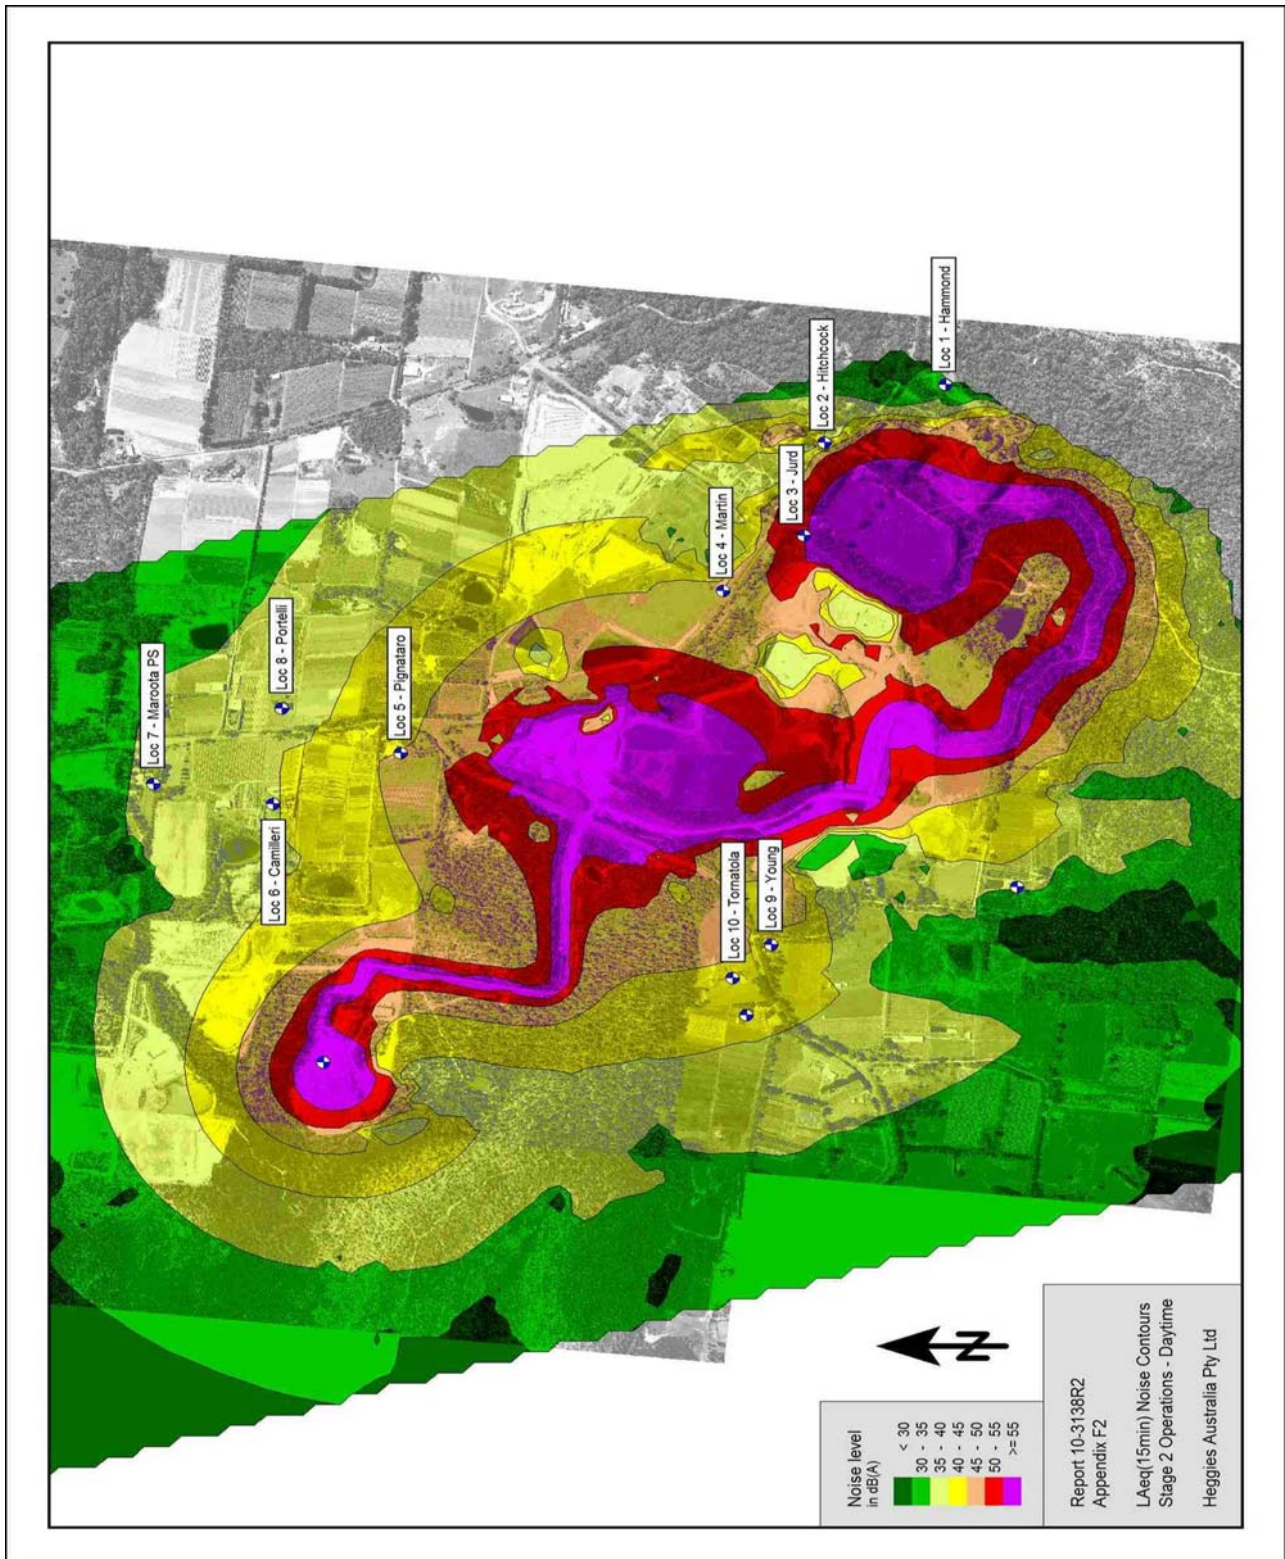 Loc 7 - Maroota PS
Loc 8 - Portelli
Loc 6 - Camilleri
Loc 5 - Pignataro
Loc 4 - Martin
Loc 3 - Jurd
Loc 2 - Hitchcock
Loc 1 - Hammond
Loc 10 - Tornatola
Loc 9 - Young
N
Noise level
in dB(A)
< 30
30 - 35
35 - 40
40 - 45
45 - 50
50 - 55
>= 55
Report 10-3138R2
Appendix F2
LAeq(15min) Noise Contours
Stage 2 Operations - Daytime
Heggies Australia Pty Ltd